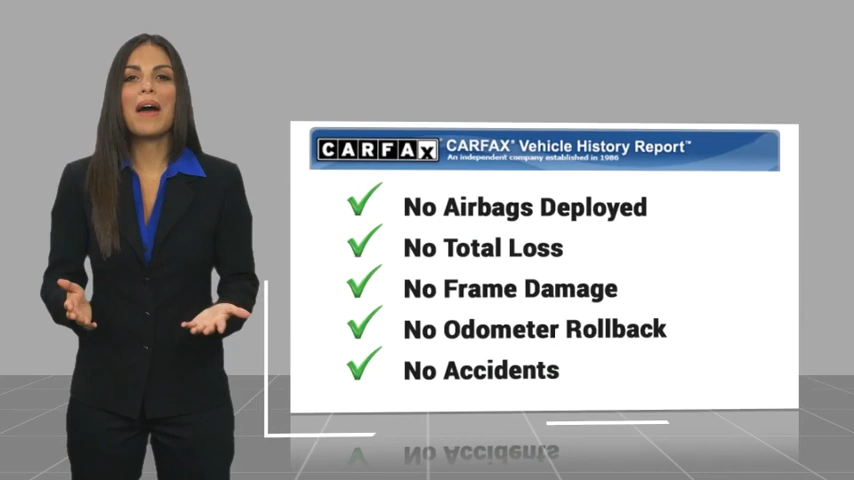 CARFAX CARFAX® Vehicle History Report™
An independent company established in 1986
No Airbags Deployed
No Total Loss
No Frame Damage
No Odometer Rollback
No Accidents
No Accidents